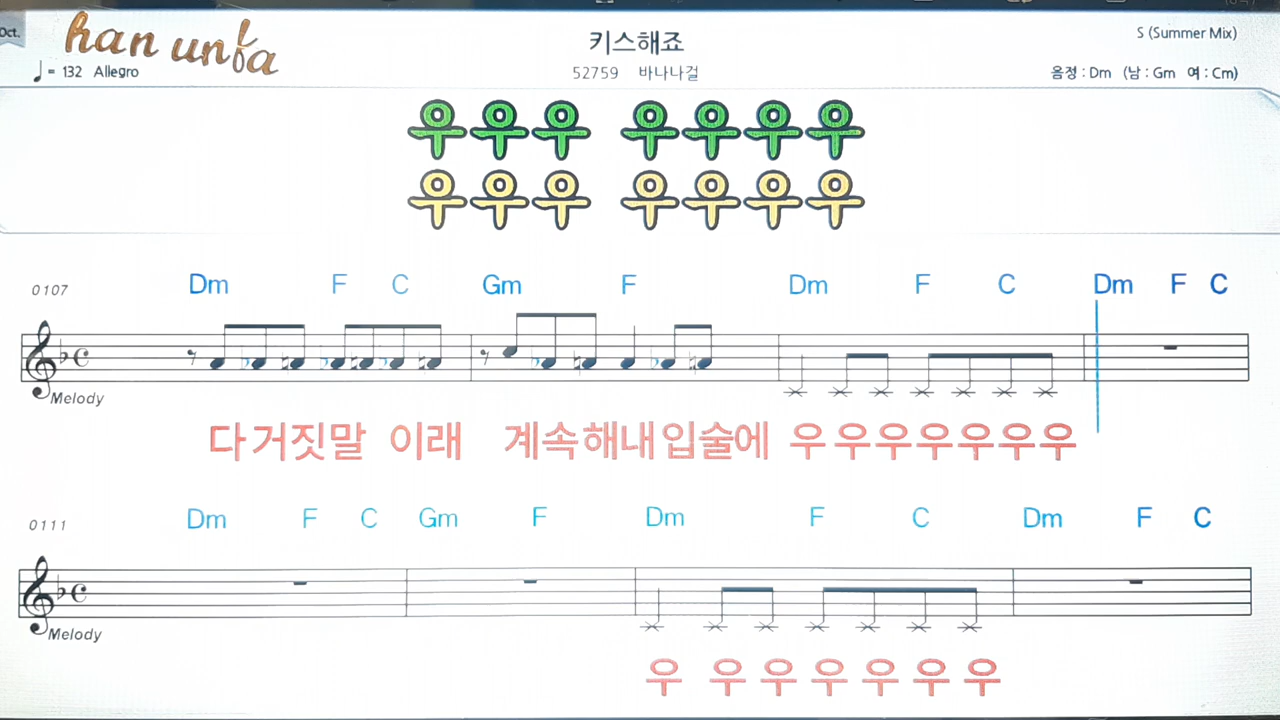 Oct.
han unfa
키스해죠
S (Summer Mix)
♩= 132 Allegro
52759 바나나걸
음정 : Dm (남 : Gm 여 : Cm)
우우우 우우우우
우우우 우우우우
0107
Dm F C Gm F Dm F C Dm F C
Melody
다거짓말 이래 계속해내입술에 우우우우우우우
0111
Dm F C Gm F Dm F C Dm F C
Melody
우 우우우우우우